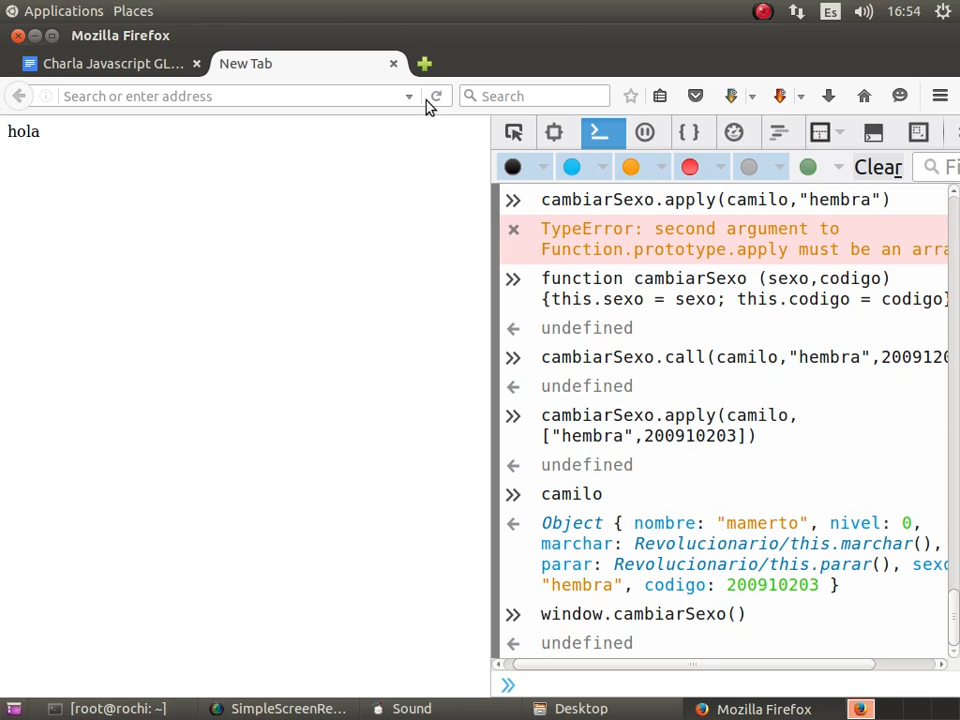 Applications Places
Es
16:54
Mozilla Firefox
Charla Javascript GL...
New Tab
Search or enter address
Search
hola
Clear
Fi
cambiarSexo.apply(camilo,"hembra")
TypeError: second argument to
Function.prototype.apply must be an arra
function cambiarSexo (sexo,codigo)
{this.sexo = sexo; this.codigo = codigo}
undefined
cambiarSexo.call(camilo,"hembra",2009120
undefined
cambiarSexo.apply(camilo,
["hembra",200910203])
undefined
camilo
Object { nombre: "mamerto", nivel: 0,
marchar: Revolucionario/this.marchar(),
parar: Revolucionario/this.parar(), sexo
"hembra", codigo: 200910203 }
window.cambiarSexo()
undefined
[root@rochi: ~]
SimpleScreenRe...
Sound
Desktop
Mozilla Firefox